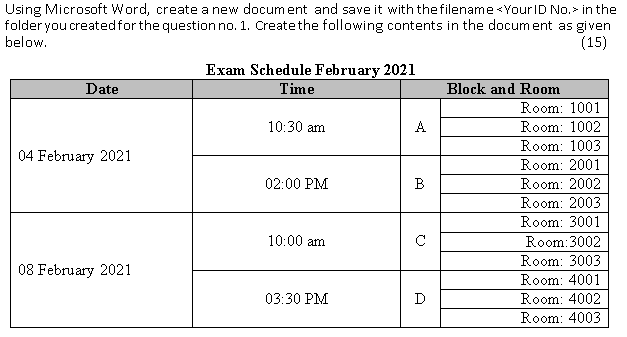 Using Microsoft Word, create a new document and save it with the filename <YourID No.> in the
folder you created for the question no. 1. Create the following contents in the document as given
below. (15)
Exam Schedule February 2021
Date Time Block and Room
04 February 2021 10:30 am A Room: 1001
Room: 1002
Room: 1003
02:00 PM B Room: 2001
Room: 2002
Room: 2003
08 February 2021 10:00 am C Room: 3001
Room:3002
Room: 3003
03:30 PM D Room: 4001
Room: 4002
Room: 4003